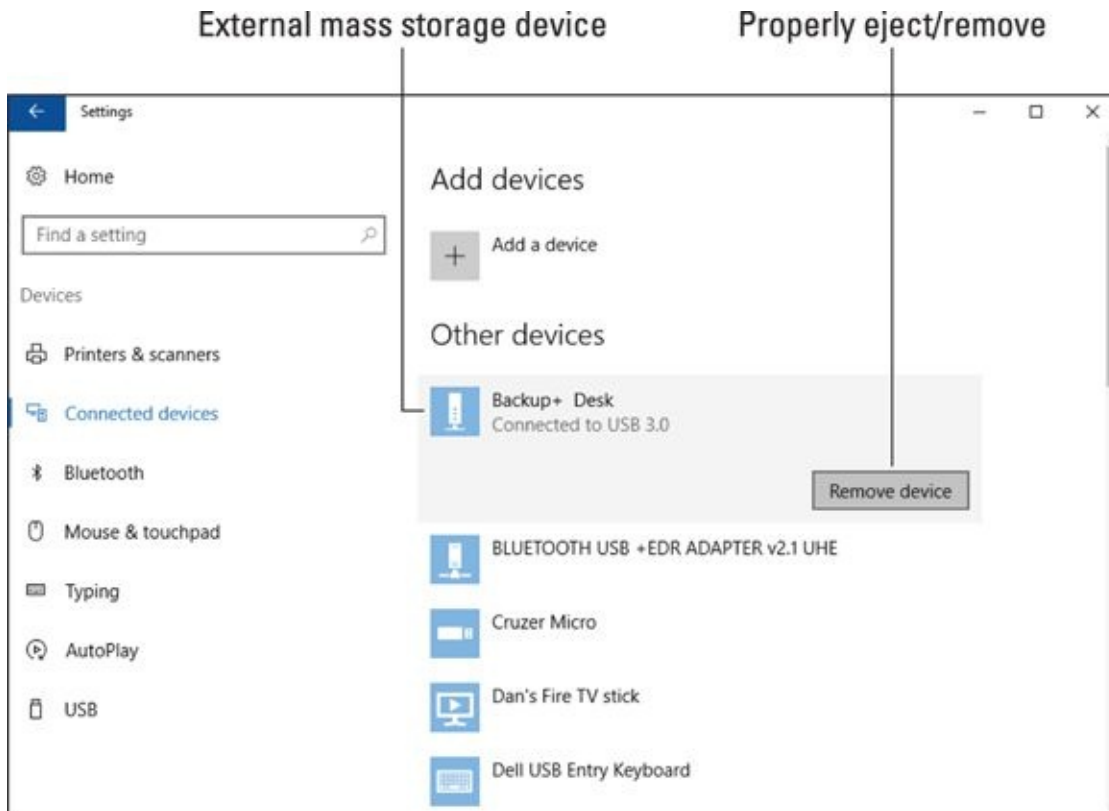 External mass storage device
Properly eject/remove
Settings
Home
Find a setting
Devices
Printers & scanners
Connected devices
Bluetooth
Mouse & touchpad
Typing
AutoPlay
USB
Add devices
Add a device
Other devices
Backup+ Desk
Connected to USB 3.0
Remove device
BLUETOOTH USB +EDR ADAPTER v2.1 UHE
Cruzer Micro
Dan's Fire TV stick
Dell USB Entry Keyboard